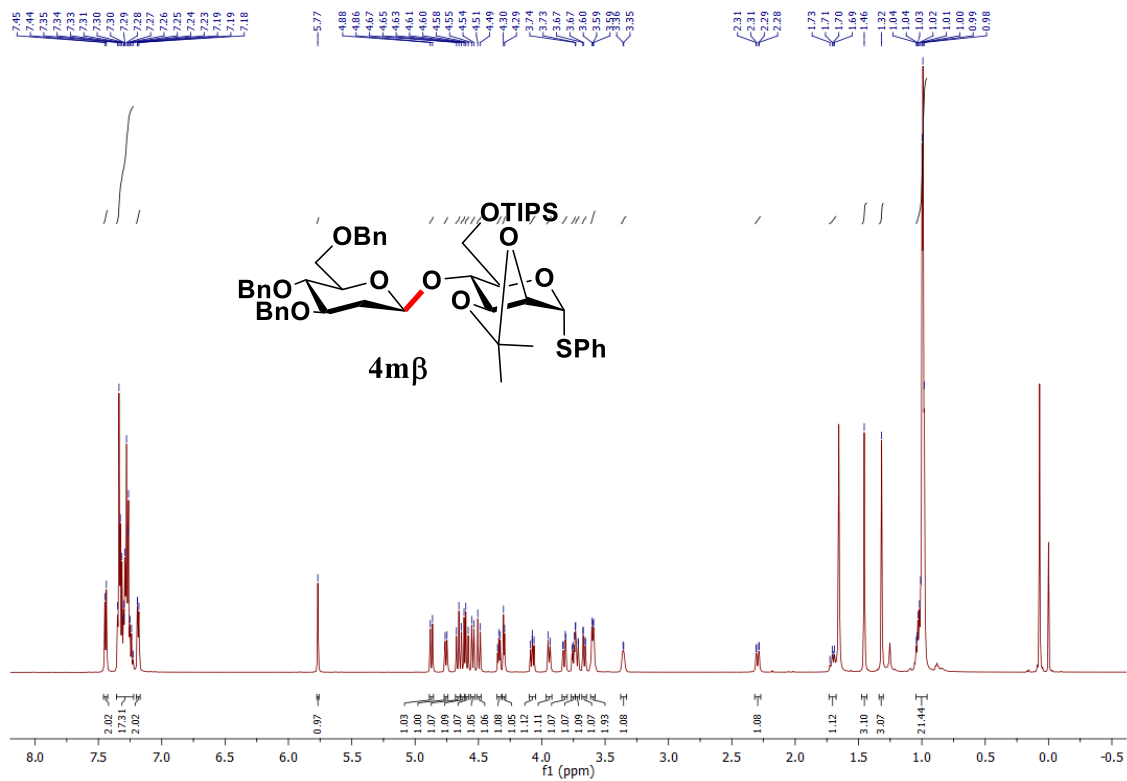 7.45 7.44 7.35 7.34 7.33 7.31 7.30 7.30 7.29 7.28 7.27 7.26 7.25 7.24 7.23 7.19 7.19 7.18 5.77 4.88 4.86 4.67 4.65 4.63 4.61 4.60 4.58 4.55 4.54 4.51 4.49 4.30 4.29 3.74 3.73 3.67 3.67 3.60 3.59 3.59 3.36 3.35 2.31 2.31 2.29 2.28 1.73 1.71 1.70 1.69 1.46 1.32 1.04 1.04 1.03 1.02 1.01 1.00 0.99 0.98
OTIPS
OBn O
O O O
BnO O
BnO
SPh
4mβ
2.02 17.31 2.02 0.97 1.03 1.00 1.07 1.09 1.07 1.05 1.06 1.08 1.05 1.12 1.11 1.07 1.07 1.09 1.07 1.93 1.08 1.08 1.12 3.10 3.07 21.44
8.0 7.5 7.0 6.5 6.0 5.5 5.0 4.5 4.0 3.5 3.0 2.5 2.0 1.5 1.0 0.5 0.0 -0.5
f1 (ppm)